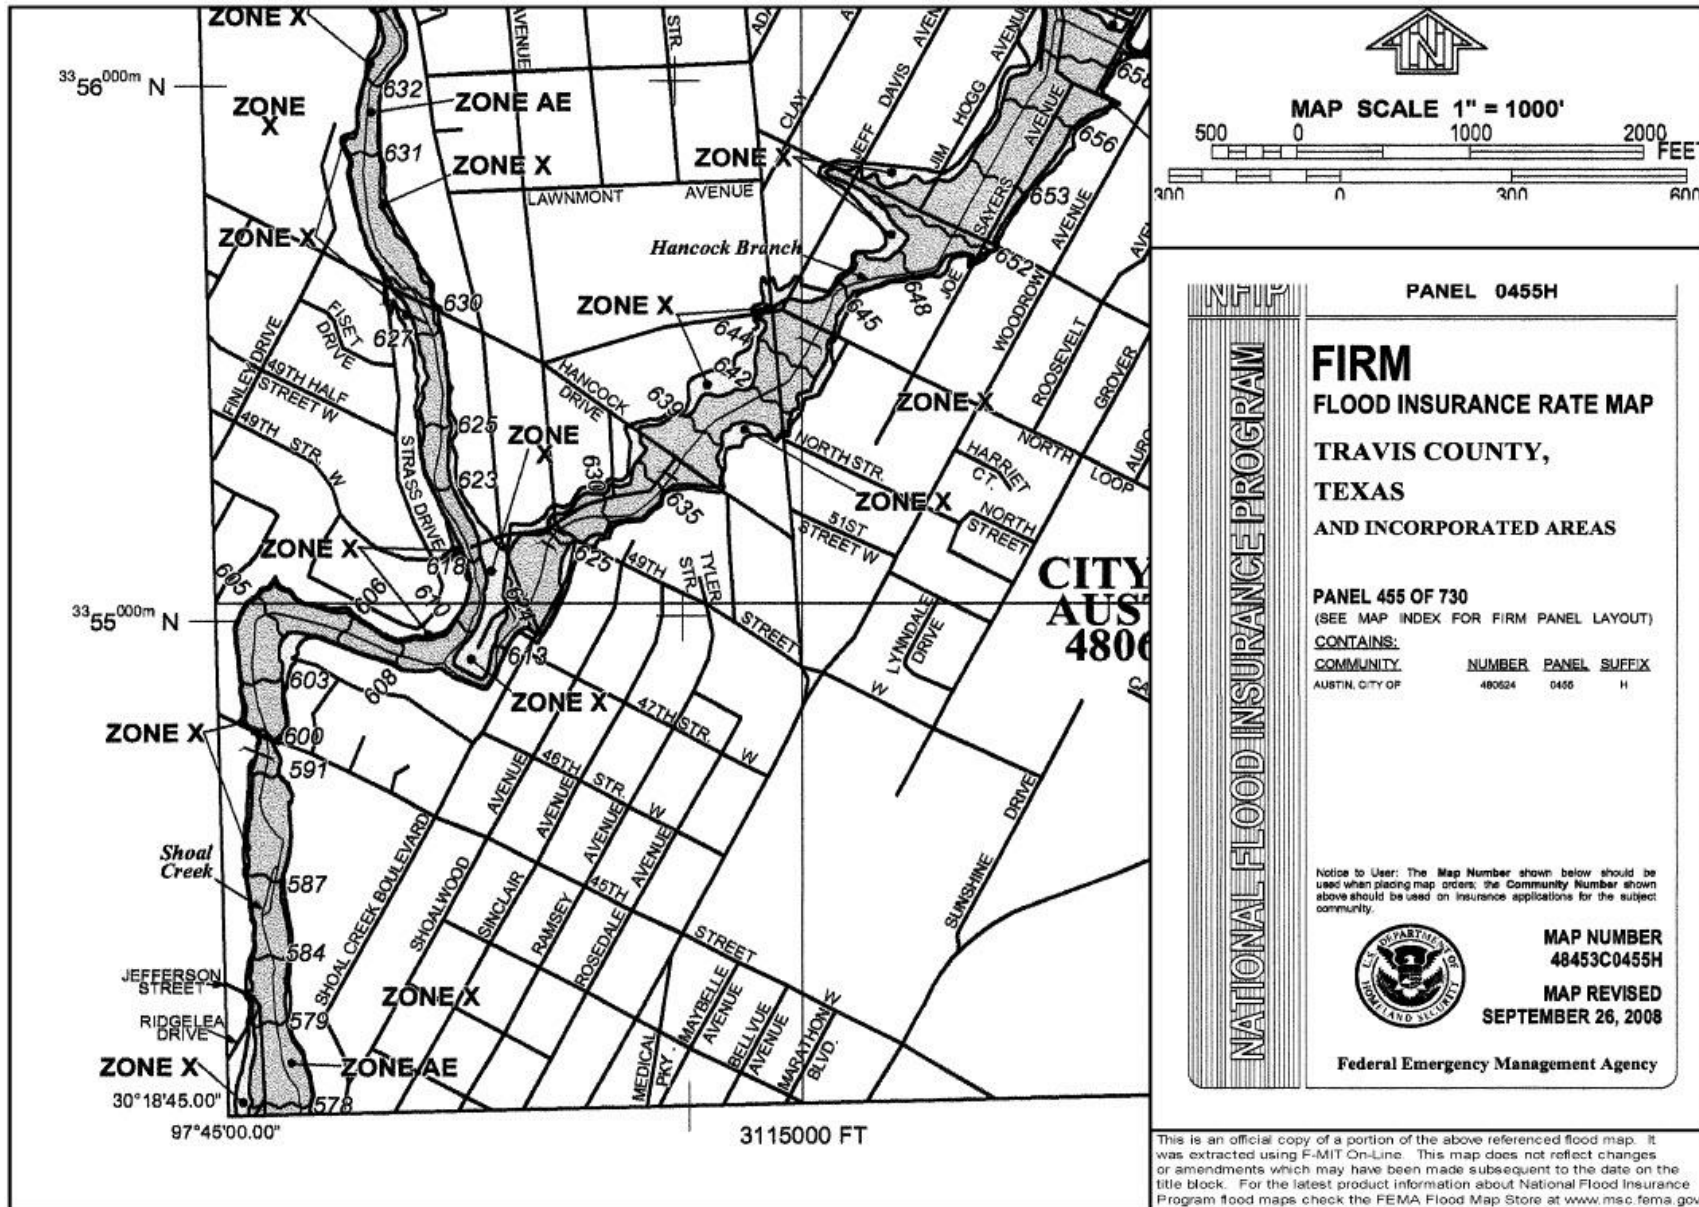 ZONE X
AVENUE
STR.
CLAY
JEFF DAVIS AVEN
JIM HOGG AVENUE
658
33 56 000m N
632
ZONE AE
ZONE
X
631
ZONE X
ZONE X
656
LAWNMONT AVENUE
653
SAYERS AVENUE
ZONE X
Hancock Branch
652
JOE
WOODROW AVENUE
648
645
630
ZONE X
644
627
FISET
DRIVE
FINLEY DRIVE
49TH HALF
STREET W
642
HANCOCK
DRIVE
639
ROOSEVELT
GROVER
ZONE X
49TH STR. W
625
ZONE
X
NORTH STR.
HARRIET
CT.
NORTH LOOP
STRASS DRIVE
623
630
635
ZONE X
51ST
STREET W
NORTH
STREET
ZONE X
618
625
49TH STREET W
TYLER
STR.
CITY
AUS
480
605
606
610
624
33 55 000m N
LYNNDALE
DRIVE
613
603
608
ZONE X
47TH STR. W
ZONE X
600
591
46TH STR. W
AVENUE
AVENUE
AVENUE
AVENUE
DRIVE
Shoal
Creek
587
SHOAL CREEK BOULEVARD
SHOALWOOD
SINCLAIR
RAMSEY
ROSEDALE
45TH STREET W
SUNSHINE
584
JEFFERSON
STREET
ZONE X
579
RIDGELEA
DRIVE
MEDICAL
PKY.
MAYBELLE
AVENUE
BELLVUE
AVENUE
MARATHON
BLVD.
ZONE X
ZONE AE
30°18'45.00"
578
97°45'00.00"
3115000 FT
N
MAP SCALE 1" = 1000'
500 0 1000 2000
FEET
300 0 300 600
NFIP
PANEL 0455H
NATIONAL FLOOD INSURANCE PROGRAM
FIRM
FLOOD INSURANCE RATE MAP
TRAVIS COUNTY,
TEXAS
AND INCORPORATED AREAS
PANEL 455 OF 730
(SEE MAP INDEX FOR FIRM PANEL LAYOUT)
CONTAINS:
COMMUNITY NUMBER PANEL SUFFIX
AUSTIN, CITY OF 480624 0455 H
Notice to User: The Map Number shown below should be
used when placing map orders; the Community Number shown
above should be used on insurance applications for the subject
community.
U.S. DEPARTMENT OF HOMELAND SECURITY
MAP NUMBER
48453C0455H
MAP REVISED
SEPTEMBER 26, 2008
Federal Emergency Management Agency
This is an official copy of a portion of the above referenced flood map. It
was extracted using F-MIT On-Line. This map does not reflect changes
or amendments which may have been made subsequent to the date on the
title block. For the latest product information about National Flood Insurance
Program flood maps check the FEMA Flood Map Store at www.msc.fema.gov